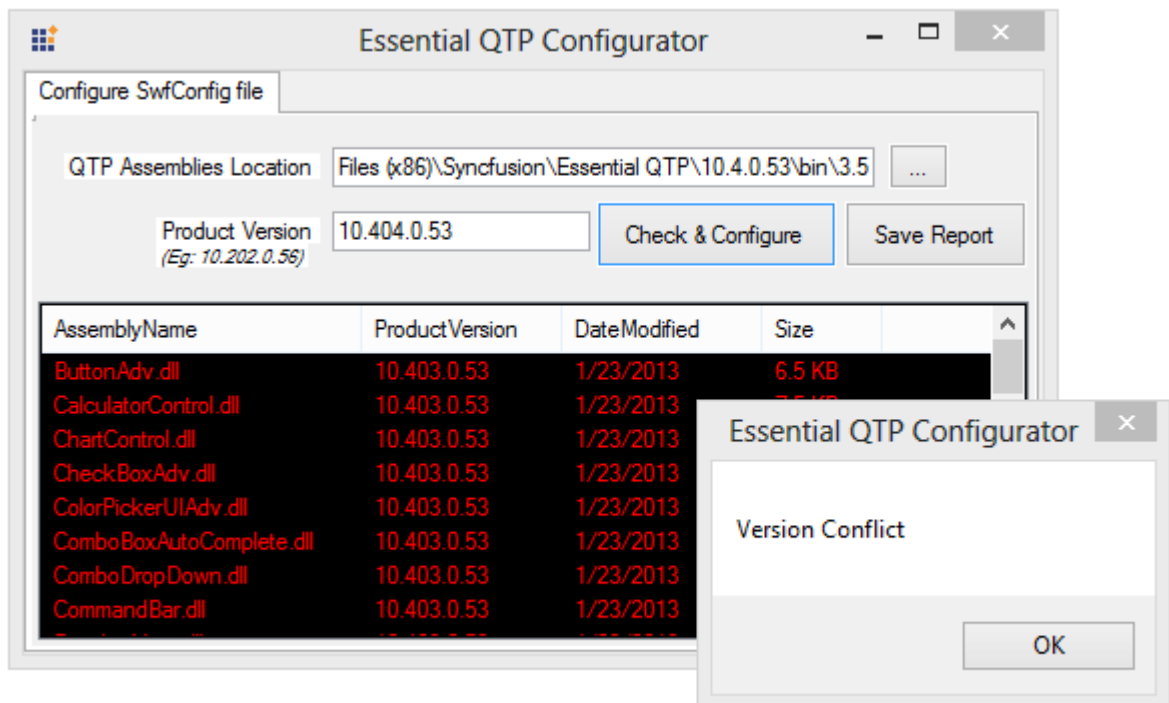 Essential QTP Configurator
Configure SwfConfig file
QTP Assemblies Location Files (x86)\Syncfusion\Essential QTP\10.4.0.53\bin\3.5 ...
Product Version 10.404.0.53 Check & Configure Save Report
(Eg: 10.202.0.56)
AssemblyName ProductVersion DateModified Size
ButtonAdv.dll 10.403.0.53 1/23/2013 6.5 KB
CalculatorControl.dll 10.403.0.53 1/23/2013
ChartControl.dll 10.403.0.53 1/23/2013
CheckBoxAdv.dll 10.403.0.53 1/23/2013
ColorPickerUIAdv.dll 10.403.0.53 1/23/2013
ComboBoxAutoComplete.dll 10.403.0.53 1/23/2013
ComboDropDown.dll 10.403.0.53 1/23/2013
CommandBar.dll 10.403.0.53 1/23/2013
Essential QTP Configurator
Version Conflict
OK